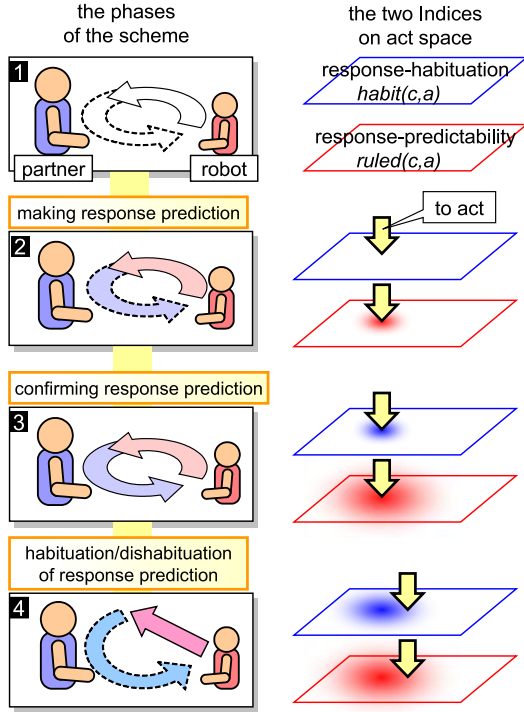 the phases
of the scheme
the two Indices
on act space
1
partner
robot
response-habituation
habit(c,a)
response-predictability
ruled(c,a)
making response prediction
to act
2
confirming response prediction
3
habituation/dishabituation
of response prediction
4